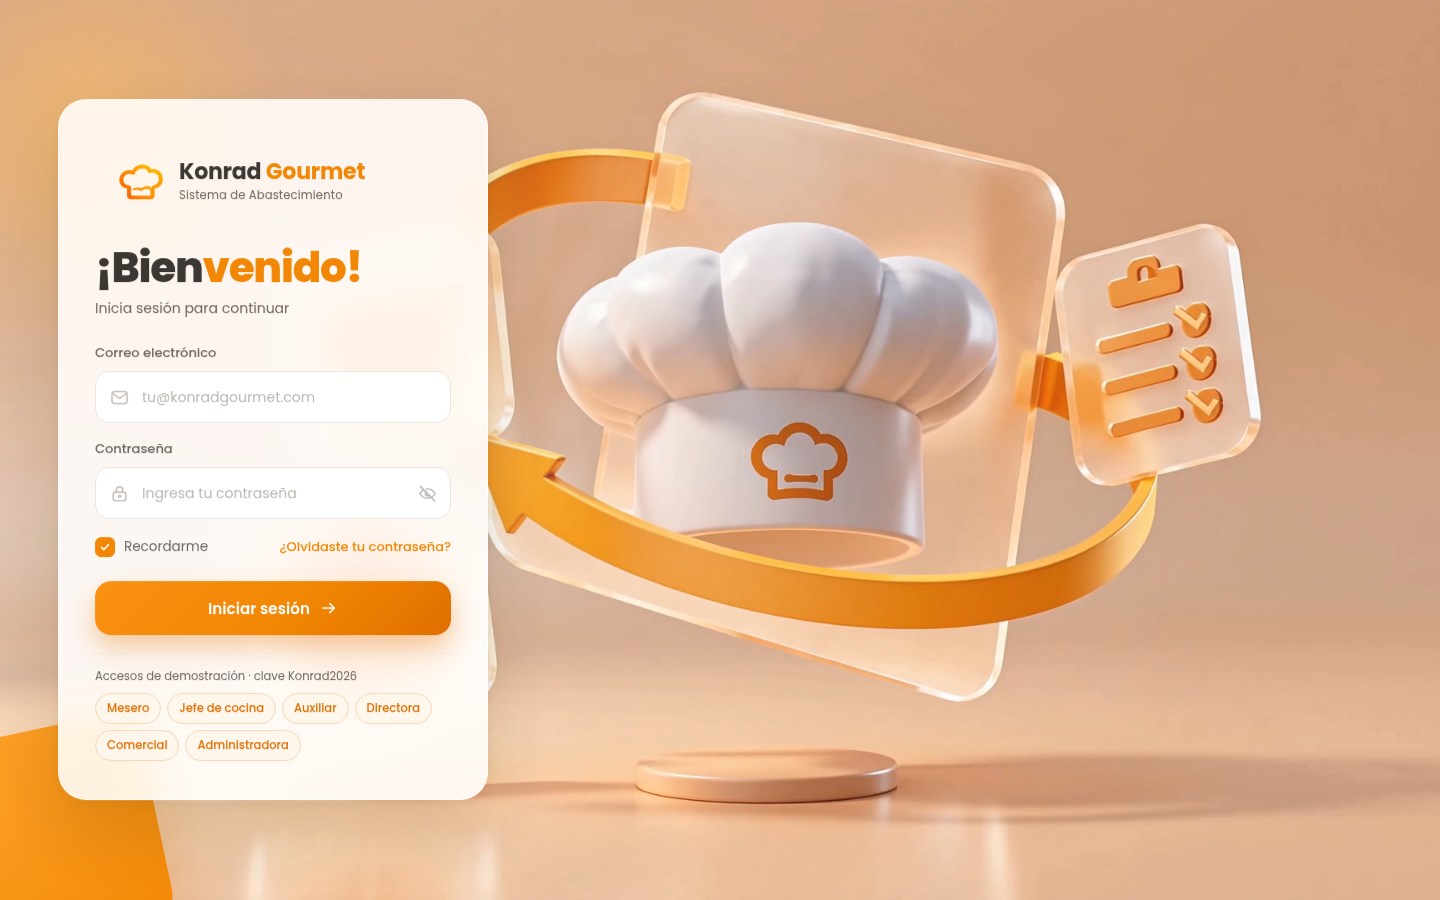 Konrad Gourmet
Sistema de Abastecimiento
¡Bienvenido!
Inicia sesión para continuar
Correo electrónico
tu@konradgourmet.com
Contraseña
Ingresa tu contraseña
Recordarme
¿Olvidaste tu contraseña?
Iniciar sesión →
Accesos de demostración · clave Konrad2026
Mesero
Jefe de cocina
Auxiliar
Directora
Comercial
Administradora